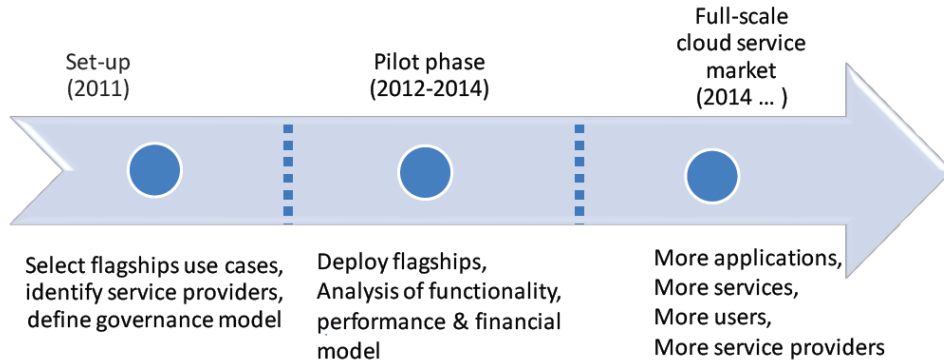 Set-up
(2011)
Pilot phase
(2012-2014)
Full-scale
cloud service
market
(2014 ... )
Select flagships use cases,
identify service providers,
define governance model
Deploy flagships,
Analysis of functionality,
performance & financial
model
More applications,
More services,
More users,
More service providers